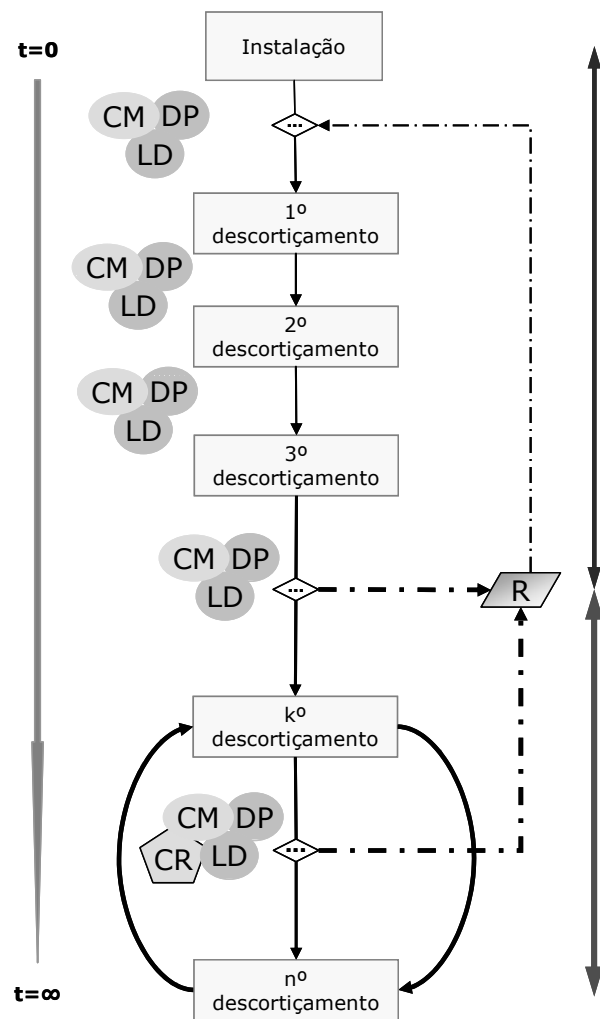 t=0
Instalação
...
CM DP
LD
1º
descortiçamento
CM DP
LD
2º
descortiçamento
CM DP
LD
3º
descortiçamento
CM DP
LD
...
R
kº
descortiçamento
CM DP
CR LD
...
t=∞
nº
descortiçamento